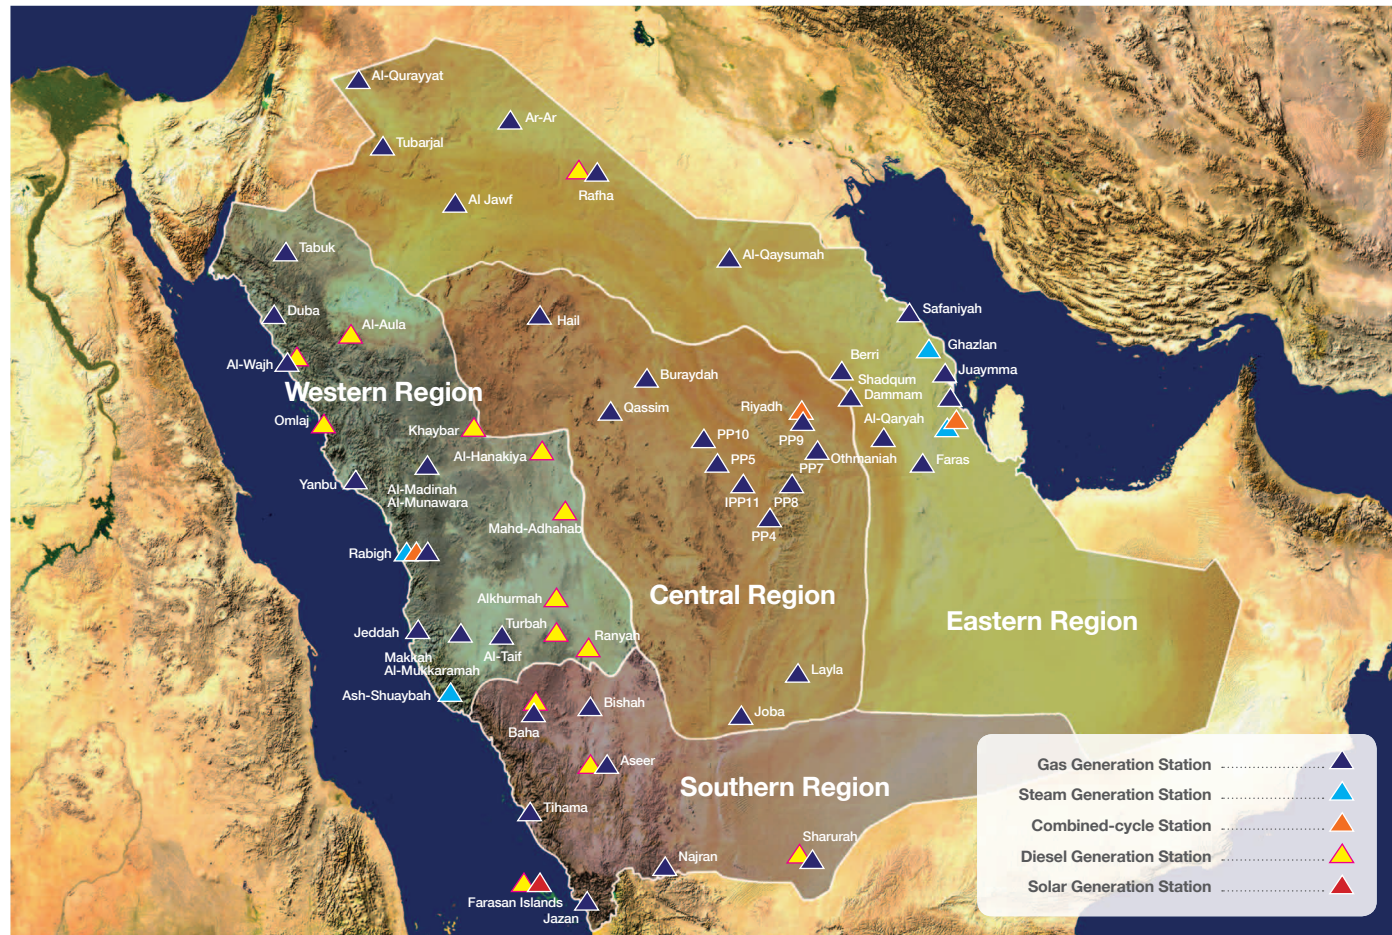 Al-Qurayyat
Ar-Ar
Tubarjal
Rafha
Al Jawf
Tabuk
Al-Qaysumah
Duba
Al-Aula
Hail
Safaniyah
Ghazlan
Al-Wajh
Western Region
Berri
Juaymma
Buraydah
Shadqum
Dammam
Omlaj
Khaybar
Qassim
Riyadh
Al-Qaryah
PP10
PP9
Al-Hanakiya
PP5
PP7
Othmaniah
Faras
Yanbu
Al-Madinah
Al-Munawara
IPP11
PP8
Mahd-Adhahab
PP4
Rabigh
Alkhurmah
Central Region
Eastern Region
Jeddah
Turbah
Ranyah
Makkah
Al-Mukkaramah
Al-Taif
Ash-Shuaybah
Layla
Bishah
Joba
Baha
Aseer
Southern Region
Tihama
Sharurah
Najran
Farasan Islands
Jazan
Gas Generation Station
Steam Generation Station
Combined-cycle Station
Diesel Generation Station
Solar Generation Station